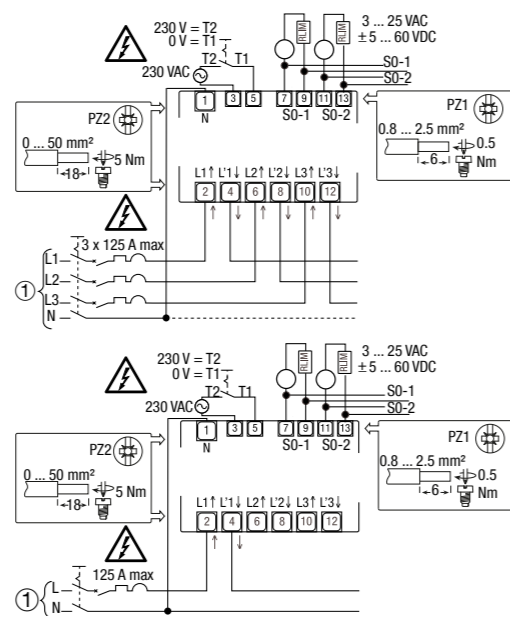 230 V = T2
0 V = T1
T2 T1
230 VAC
RLIM RLIM
3 ... 25 VAC
± 5 ... 60 VDC
S0-1
S0-2
1 3 5 7 9 11 13
N S0-1 S0-2
PZ2
0 ... 50 mm²
18
5 Nm
PZ1
0.8 ... 2.5 mm²
6
0.5
Nm
L1↑ L'1↓ L2↑ L'2↓ L3↑ L'3↓
2 4 6 8 10 12
↑ ↓ ↑ ↓ ↑ ↓
3 x 125 A max
1
L1
L2
L3
N
230 V = T2
0 V = T1
T2 T1
230 VAC
RLIM RLIM
3 ... 25 VAC
± 5 ... 60 VDC
S0-1
S0-2
1 3 5 7 9 11 13
N S0-1 S0-2
PZ2
0 ... 50 mm²
18
5 Nm
PZ1
0.8 ... 2.5 mm²
6
0.5
Nm
L1↑ L'1↓ L2↑ L'2↓ L3↑ L'3↓
2 4 6 8 10 12
↑ ↓
125 A max
1
L
N